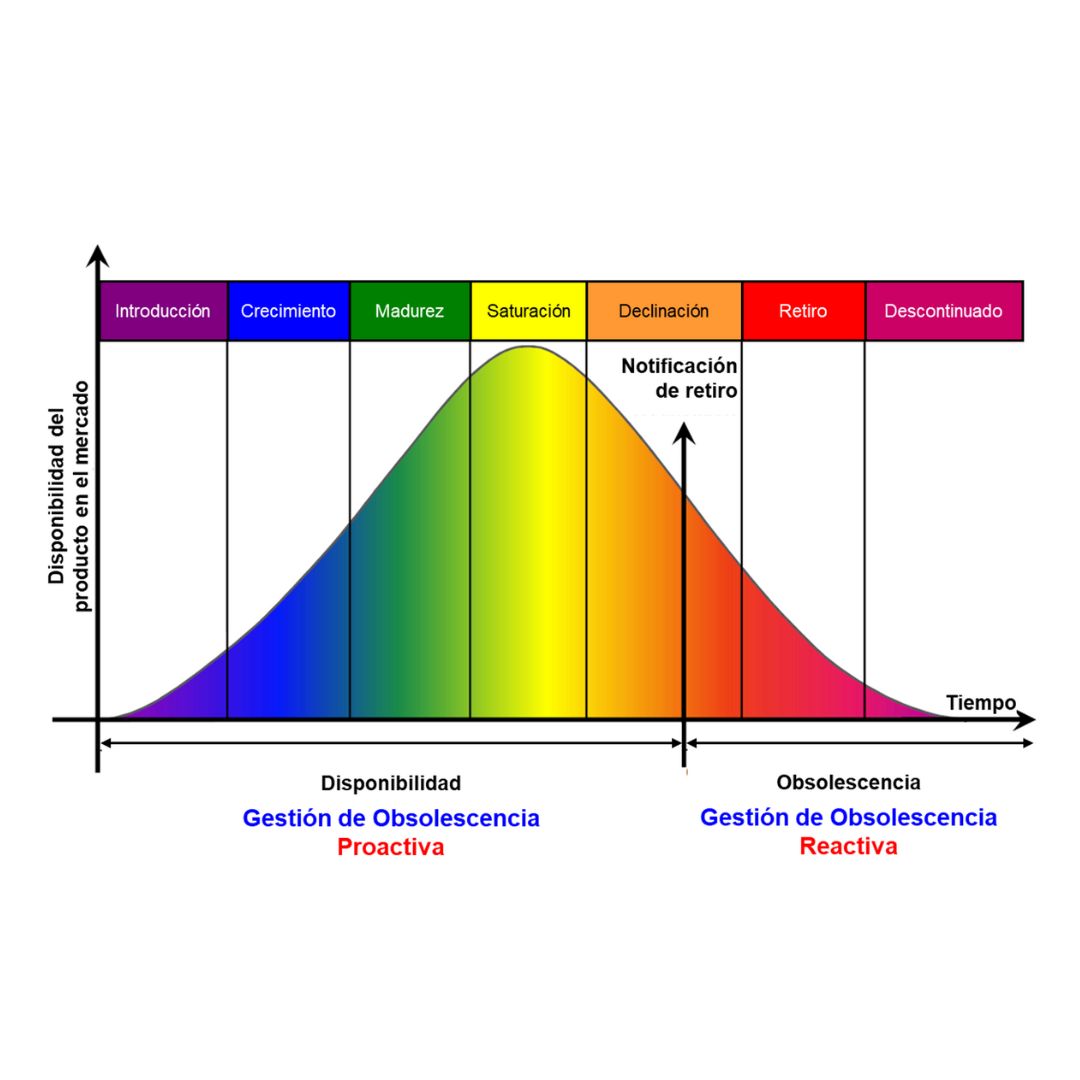 Introducción
Crecimiento
Madurez
Saturación
Declinación
Retiro
Descontinuado
Notificación
de retiro
Disponibilidad del
producto en el mercado
Tiempo
Disponibilidad
Gestión de Obsolescencia
Proactiva
Obsolescencia
Gestión de Obsolescencia
Reactiva